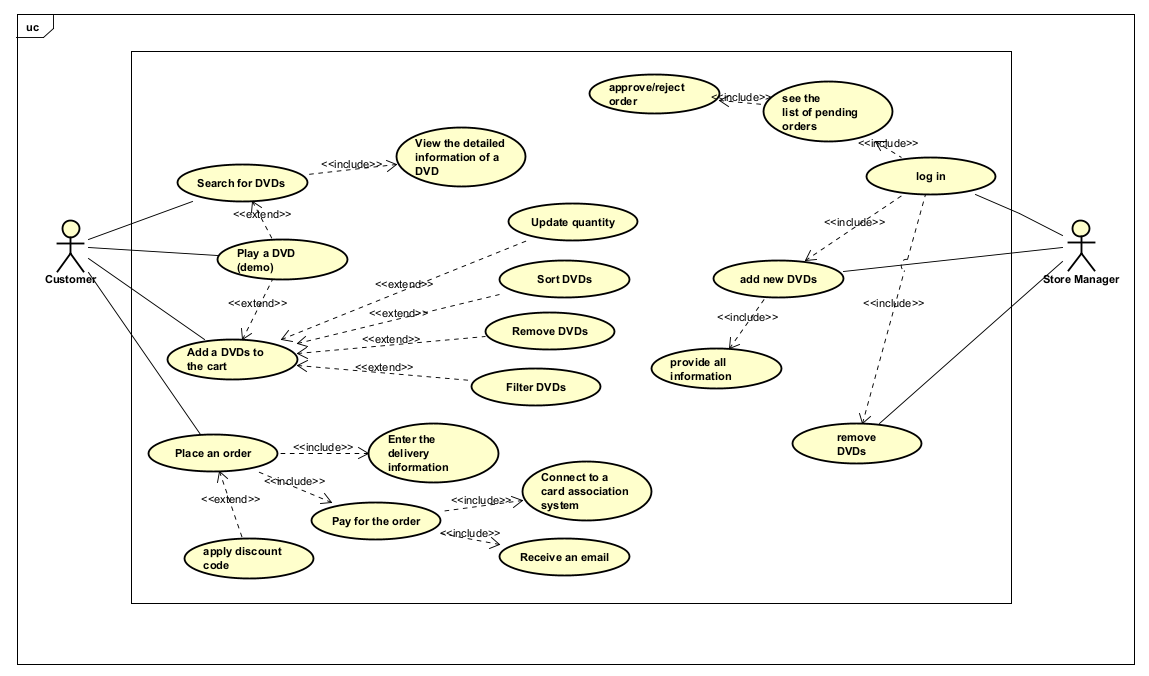 uc
approve/reject
order
<<include>>
see the
list of pending
orders
<<include>>
View the detailed
information of a
DVD
<<include>>
Search for DVDs
log in
<<extend>>
Update quantity
<<include>>
Play a DVD
(demo)
Customer
Store Manager
Sort DVDs
add new DVDs
<<extend>>
<<extend>>
<<include>>
<<extend>>
<<include>>
Remove DVDs
<<extend>>
Add a DVDs to
the cart
<<extend>>
provide all
information
Filter DVDs
Place an order
<<include>>
Enter the
delivery
information
remove
DVDs
<<include>>
Connect to a
card association
system
<<extend>>
<<include>>
Pay for the order
<<include>>
apply discount
code
Receive an email